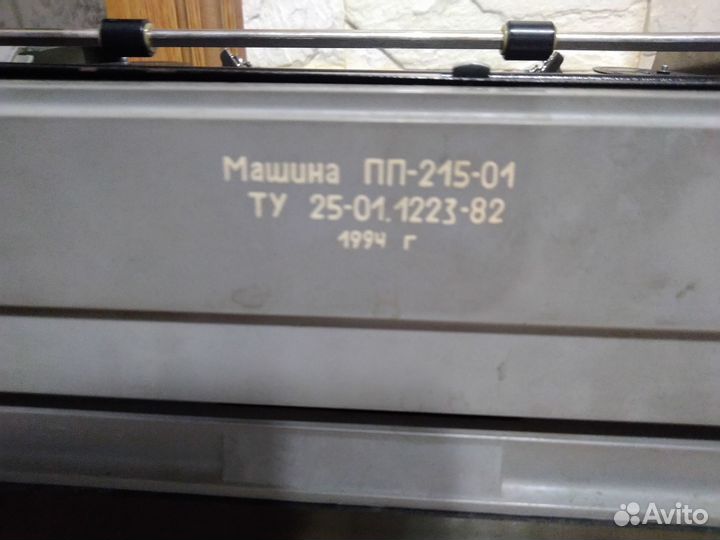 Машина ПП-215-01
ТУ 25-01.1223-82
1994 г
Avito